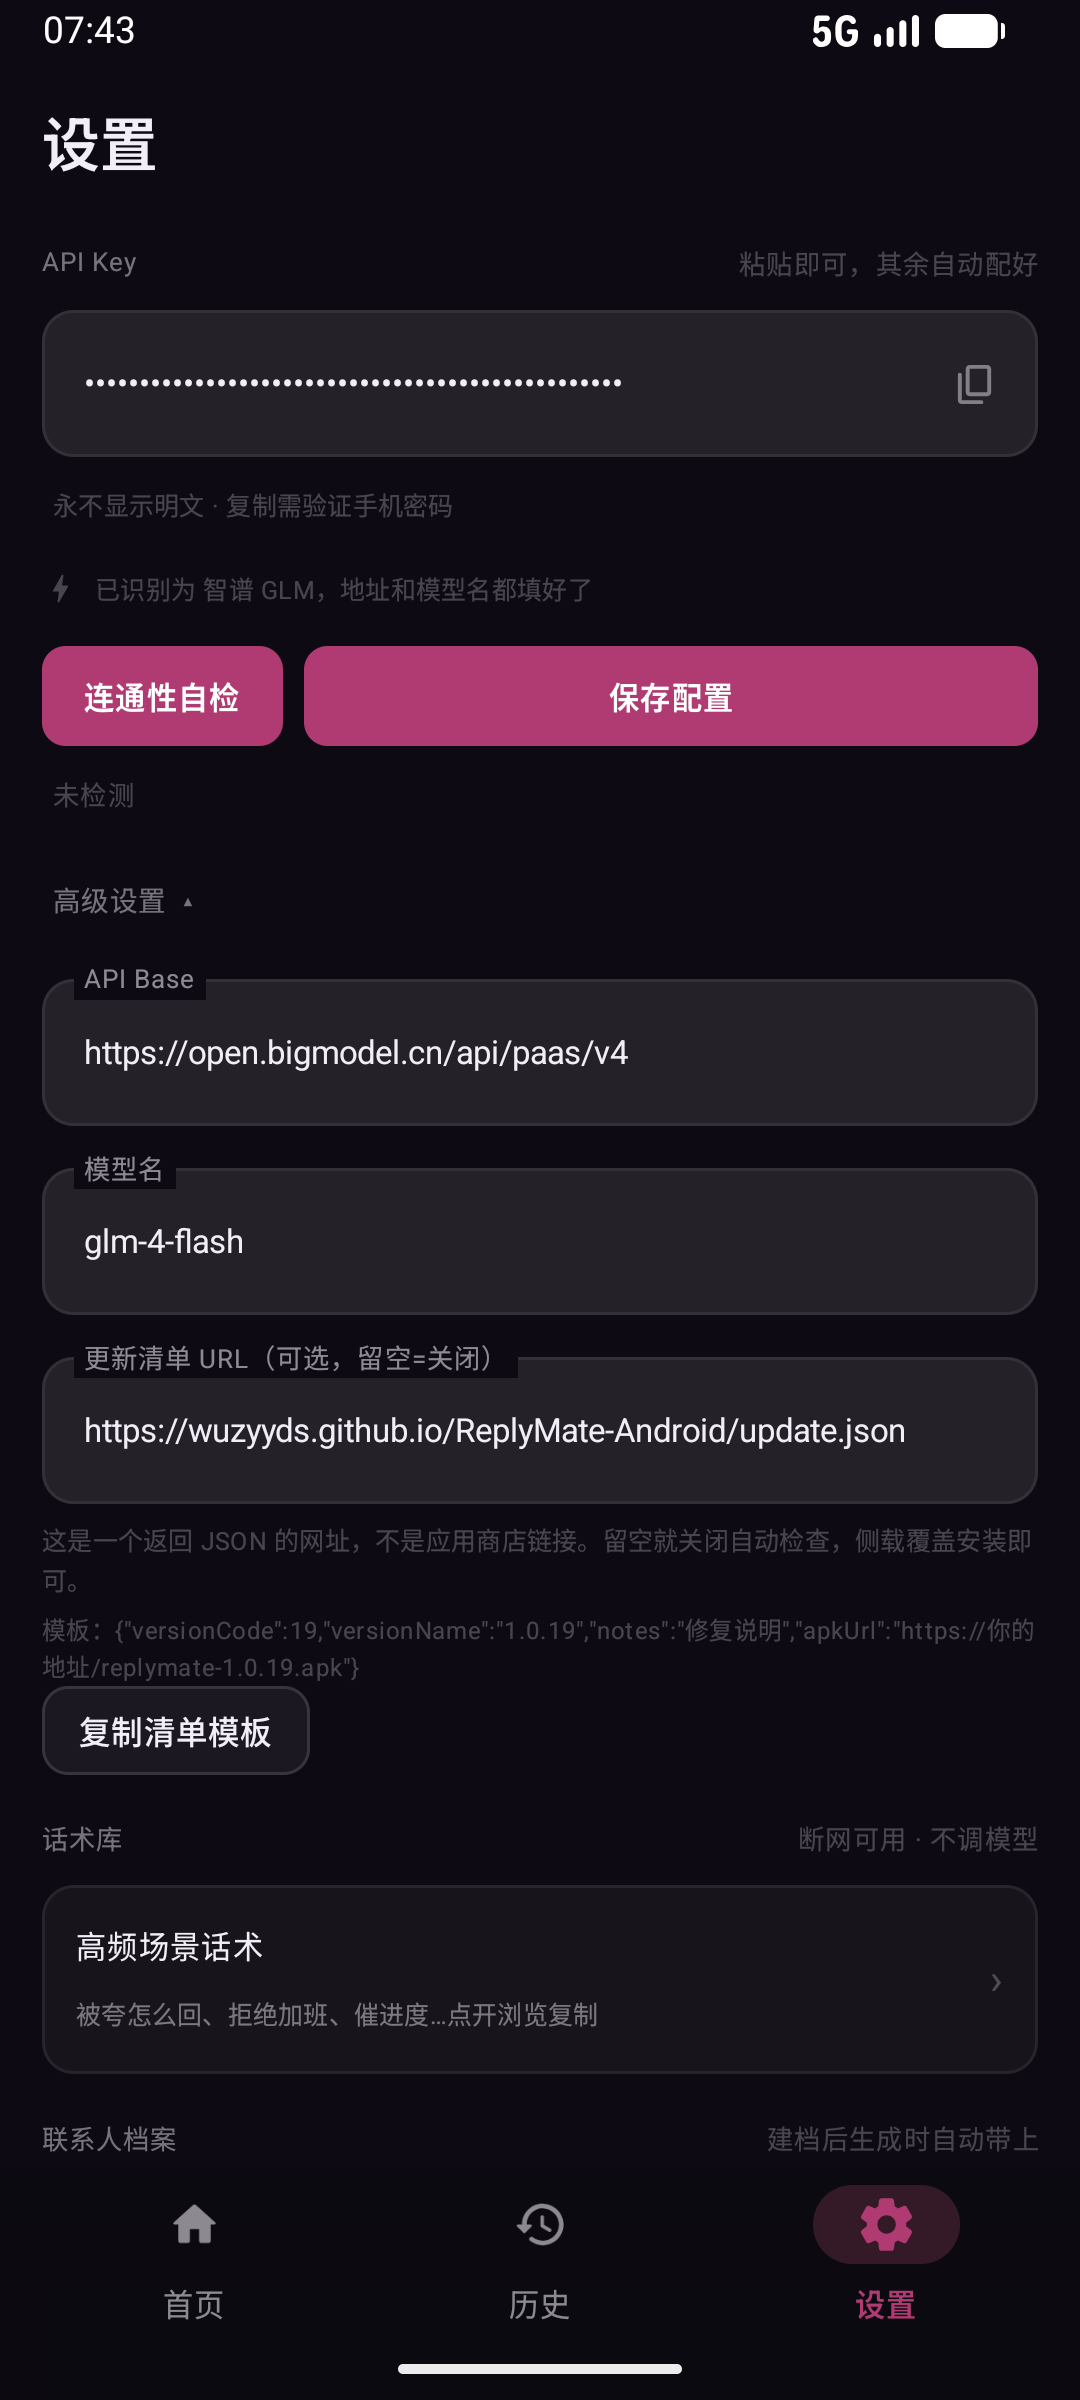 07:43
5G
设置
API Key
粘贴即可，其余自动配好
•••••••••••••••••••••••••••••••••••••••••••••••••
永不显示明文 · 复制需验证手机密码
已识别为 智谱 GLM，地址和模型名都填好了
连通性自检
保存配置
未检测
高级设置 ▴
API Base
https://open.bigmodel.cn/api/paas/v4
模型名
glm-4-flash
更新清单 URL（可选，留空=关闭）
https://wuzyyds.github.io/ReplyMate-Android/update.json
这是一个返回 JSON 的网址，不是应用商店链接。留空就关闭自动检查，侧载覆盖安装即
可。
模板：{"versionCode":19,"versionName":"1.0.19","notes":"修复说明","apkUrl":"https://你的
地址/replymate-1.0.19.apk"}
复制清单模板
话术库
断网可用 · 不调模型
高频场景话术
被夸怎么回、拒绝加班、催进度…点开浏览复制
›
联系人档案
建档后生成时自动带上
首页
历史
设置